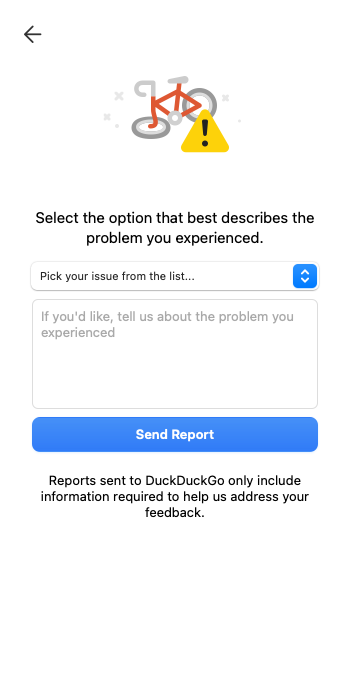 Select the option that best describes the
problem you experienced.
Pick your issue from the list...
If you'd like, tell us about the problem you
experienced
Send Report
Reports sent to DuckDuckGo only include
information required to help us address your
feedback.